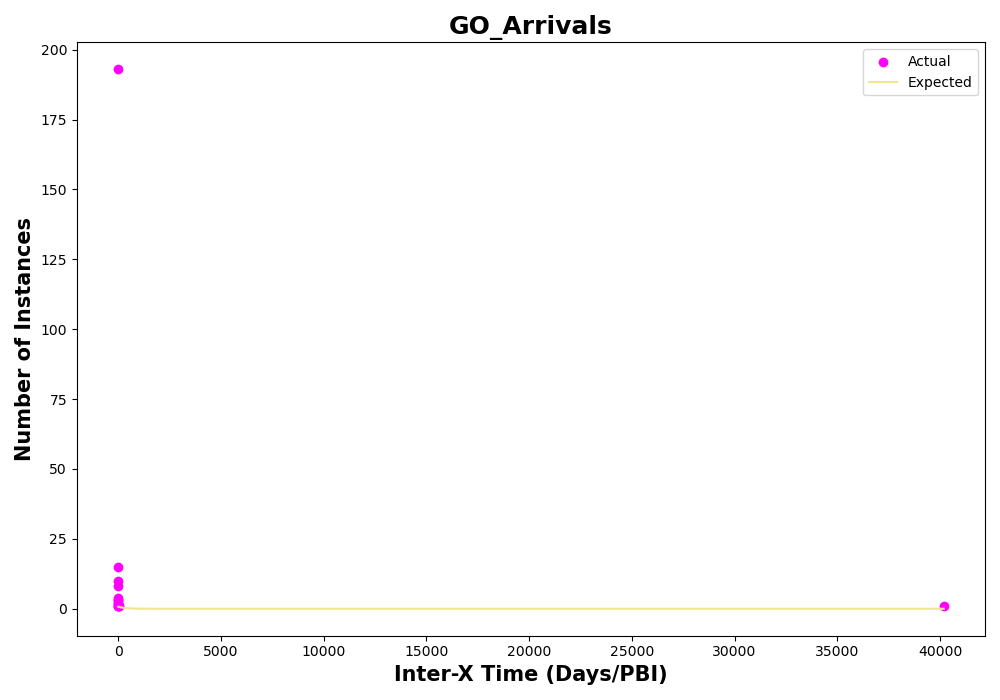 GO_Arrivals
Actual
Expected
Number of Instances
200
175
150
125
100
75
50
25
0
0 5000 10000 15000 20000 25000 30000 35000 40000
Inter-X Time (Days/PBI)